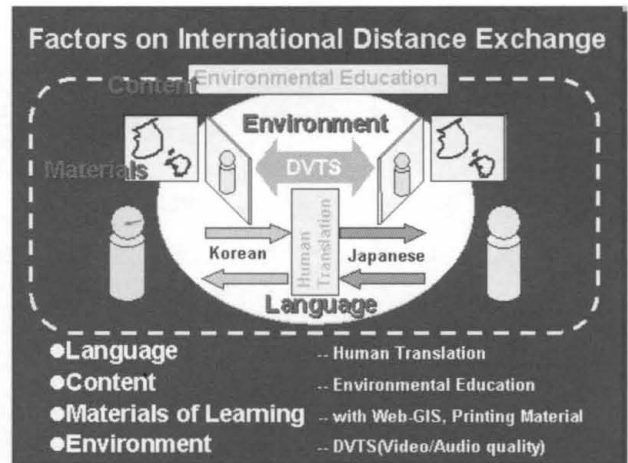 Factors on International Distance Exchange
Content Environmental Education
Environment
DVTS
Materials
Human Translation
Korean
Japanese
Language
●Language -- Human Translation
●Content -- Environmental Education
●Materials of Learning -- with Web-GIS, Printing Material
●Environment DVTS(Video/Audio quality)